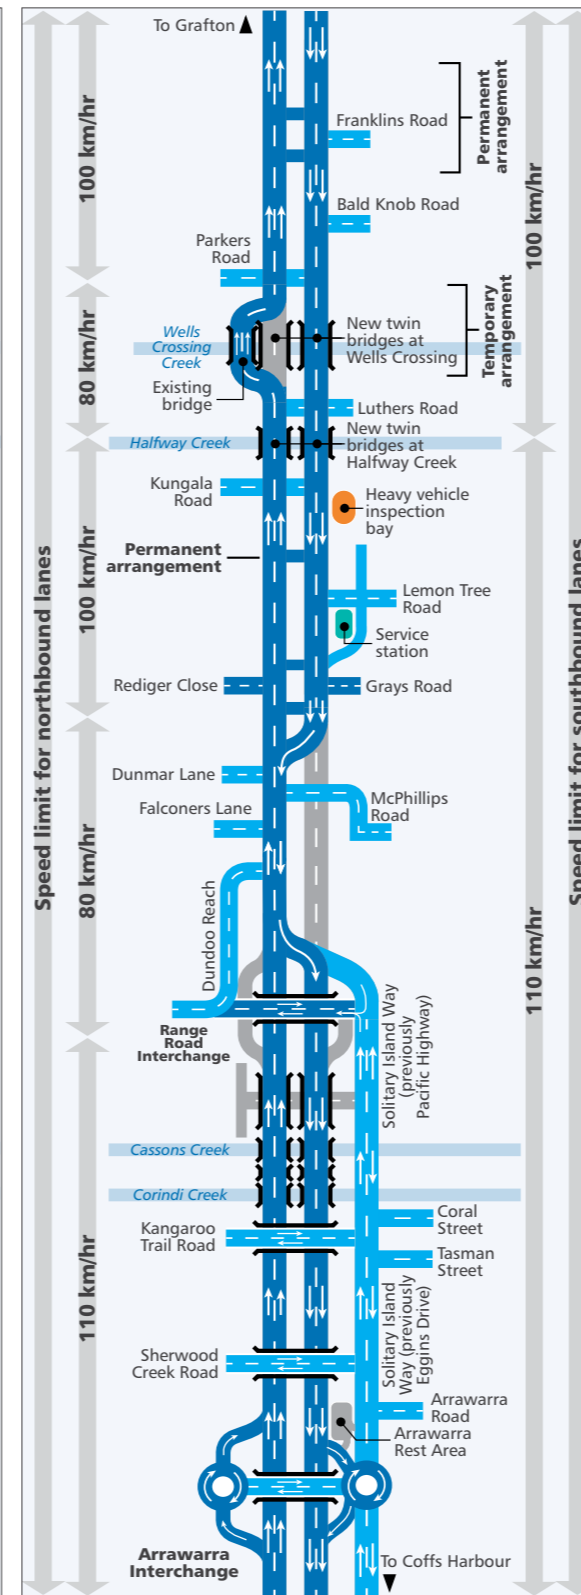 To Grafton
100 km/hr
Franklins Road
Permanent
arrangement
100 km/hr
Bald Knob Road
Parkers
Road
80 km/hr
Wells
Crossing
Creek
New twin
bridges at
Wells Crossing
Temporary
arrangement
Existing
bridge
Luthers Road
Halfway Creek
New twin
bridges at
Halfway Creek
Kungala
Road
Heavy vehicle
inspection
bay
Permanent
arrangement
100 km/hr
Lemon Tree
Road
Service
station
Speed limit for northbound lanes
Speed limit for southbound lanes
Rediger Close
Grays Road
Dunmar Lane
McPhillips
Road
Falconers Lane
80 km/hr
Dundoo Reach
110 km/hr
Range
Road
Interchange
Solitary Island Way
(previously
Pacific Highway)
Cassons Creek
Corindi Creek
Kangaroo
Trail Road
Coral
Street
Tasman
Street
110 km/hr
Solitary Island
Way (previously
Eggins Drive)
Sherwood
Creek Road
Arrawarra
Road
Arrawarra
Rest Area
Arrawarra
Interchange
To Coffs Harbour